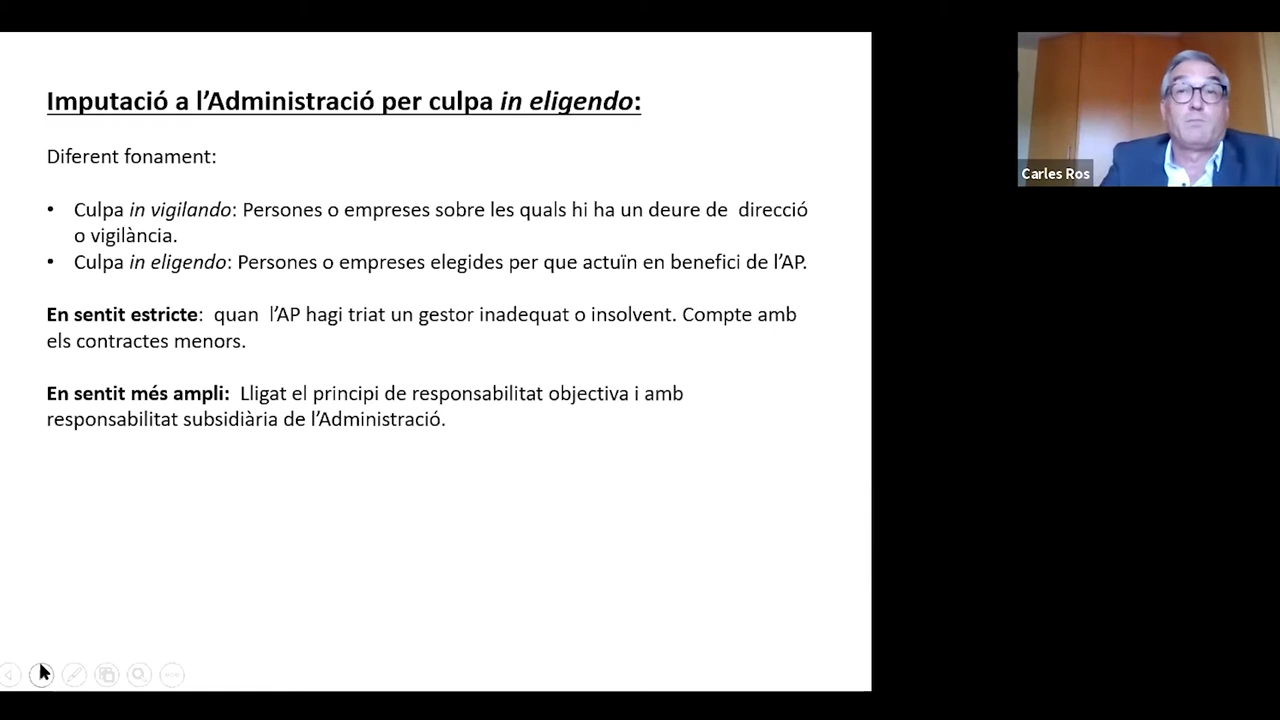 Imputació a l'Administració per culpa in eligendo:
Diferent fonament:
• Culpa in vigilando: Persones o empreses sobre les quals hi ha un deure de direcció
o vigilància.
• Culpa in eligendo: Persones o empreses elegides per que actuïn en benefici de l'AP.
En sentit estricte: quan l'AP hagi triat un gestor inadequat o insolvent. Compte amb
els contractes menors.
En sentit més ampli: Lligat el principi de responsabilitat objectiva i amb
responsabilitat subsidiària de l'Administració.
Carles Ros